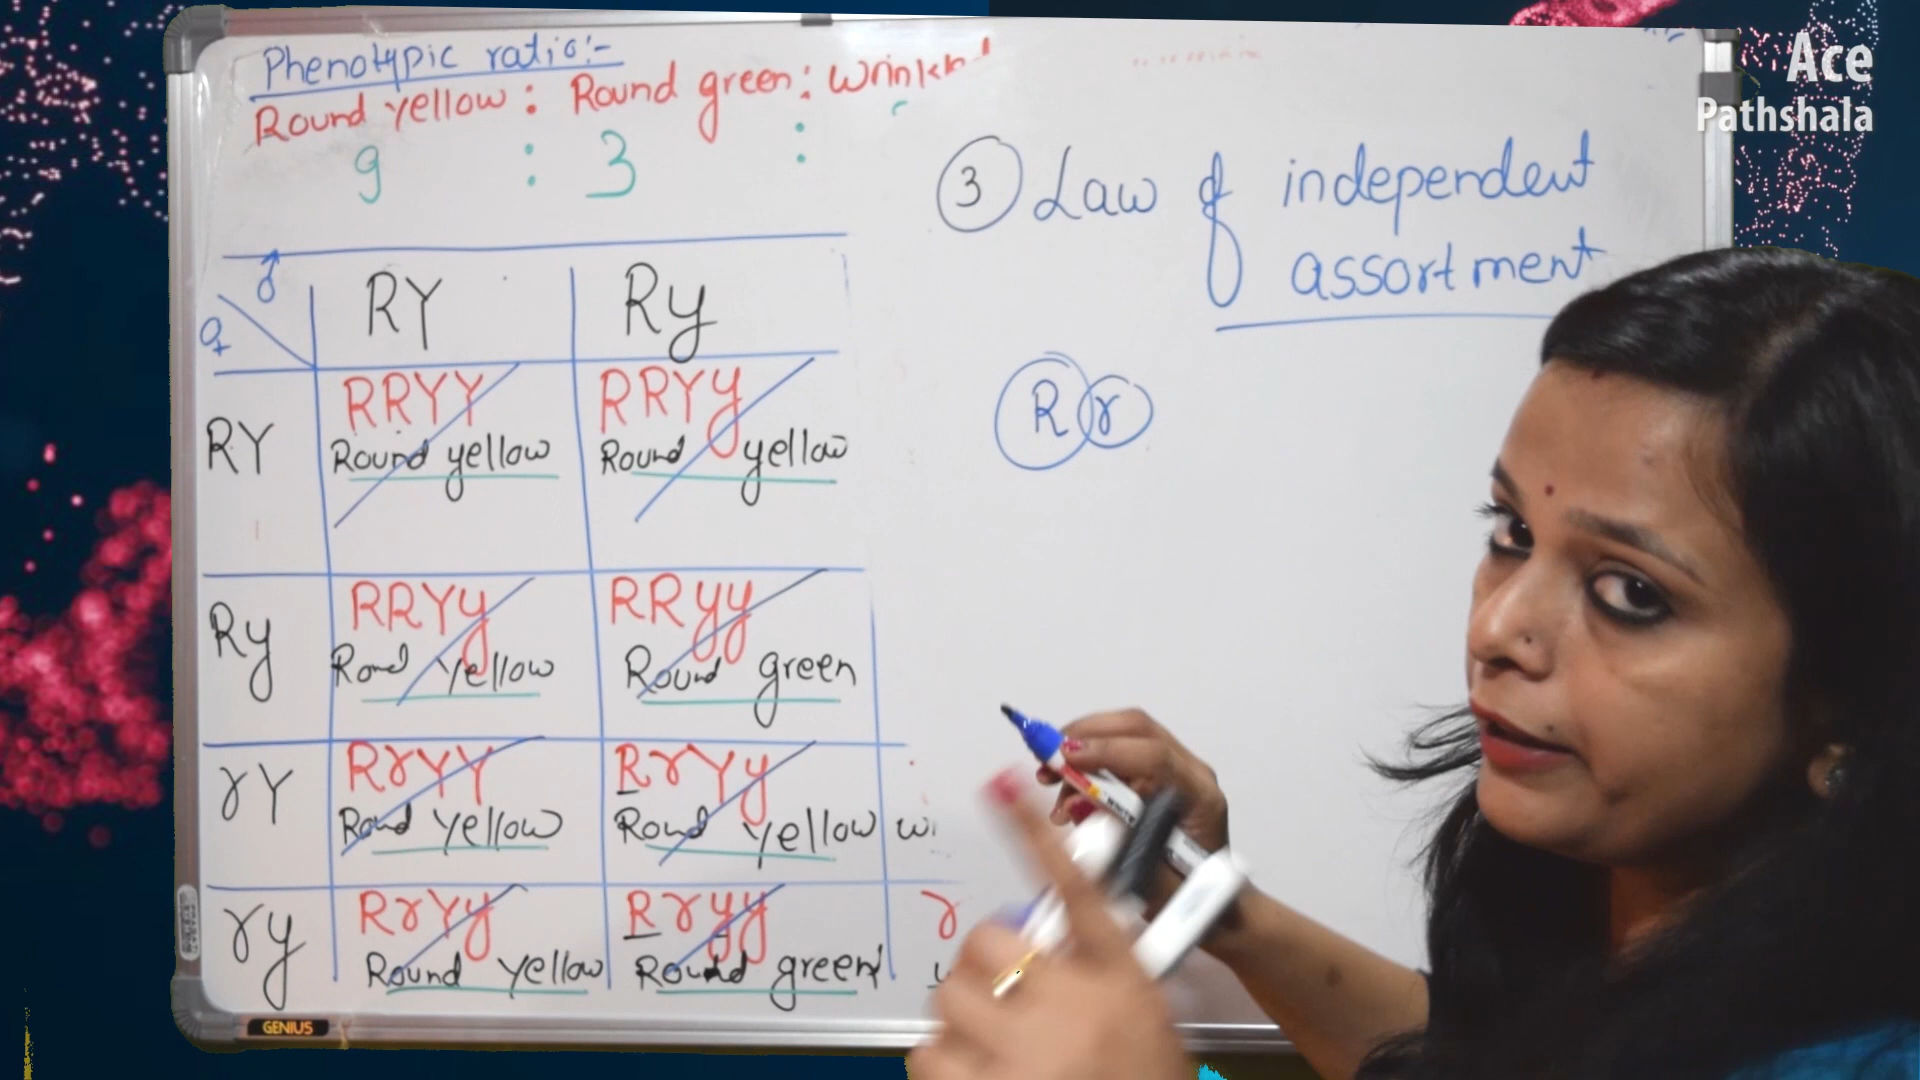 Phenotypic ratio:-
Round yellow : Round green : wrinkl
9 : 3 :
Ace
Pathshala
3 Law of independent
assortment
♂ RY Ry
♀
RY RRYY RRYy
Round yellow Round yellow
R r
Ry RRYy RRyy
Round yellow Round green
rY RrYY RrYy
Round yellow Round yellow
ry RrYy Rryy
Round yellow Round green
GENIUS